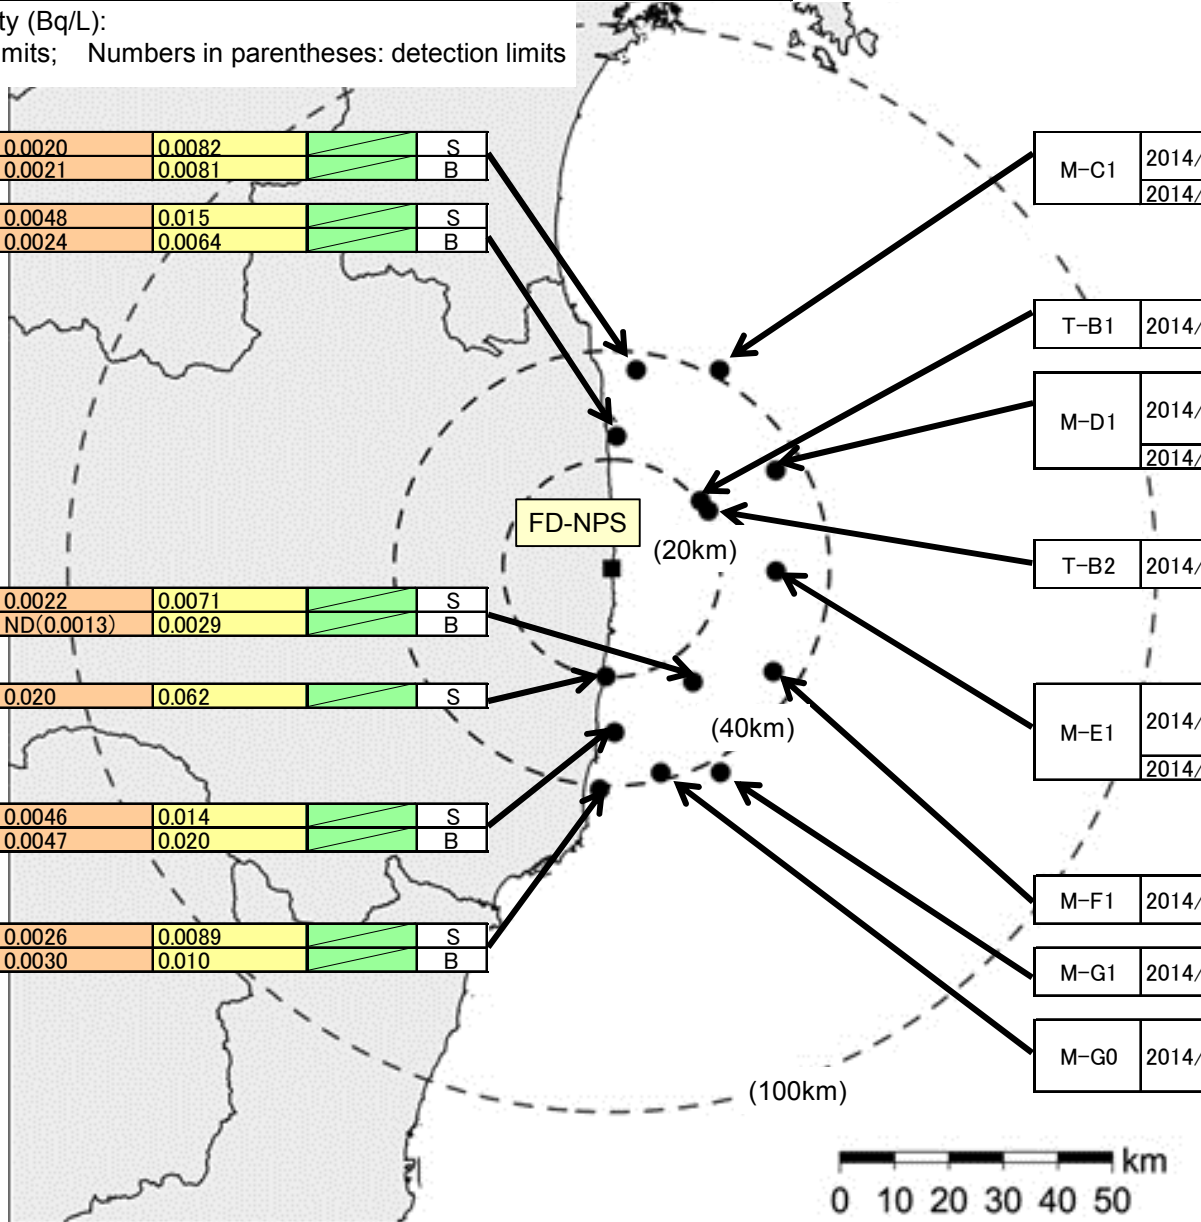 ty (Bq/L):
imits; Numbers in parentheses: detection limits
0.0020 0.0082 S
0.0021 0.0081 B
0.0048 0.015 S
0.0024 0.0064 B
M-C1 2014/
2014/
T-B1 2014/
M-D1 2014/
2014/
FD-NPS
(20km)
T-B2 2014/
0.0022 0.0071 S
ND(0.0013) 0.0029 B
0.020 0.062 S
(40km)
M-E1 2014/
2014/
0.0046 0.014 S
0.0047 0.020 B
M-F1 2014/
0.0026 0.0089 S
0.0030 0.010 B
M-G1 2014/
M-G0 2014/
(100km)
km
0 10 20 30 40 50